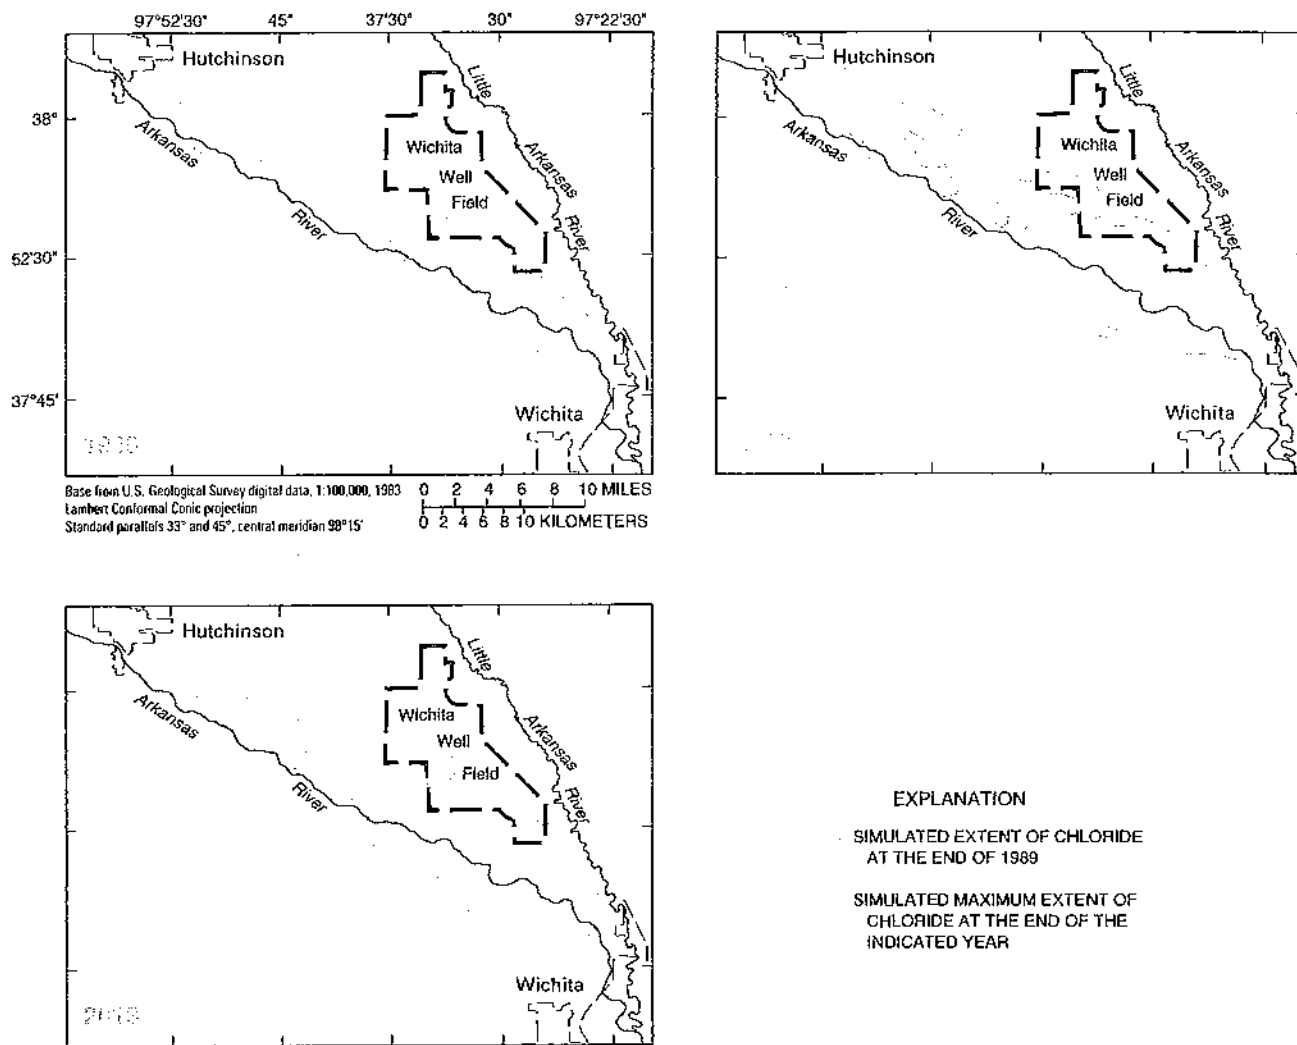 97°52'30" 45" 37'30" 30" 97°22'30"
Hutchinson
Little
38°
Arkansas
Wichita
Arkansas
Well
Field
River
River
52'30"
37°45'
Wichita
Base from U.S. Geological Survey digital data, 1:100,000, 1983
Lambert Conformal Conic projection
Standard parallels 33° and 45°, central meridian 98°15'
0 2 4 6 8 10 MILES
0 2 4 6 8 10 KILOMETERS
Hutchinson
Little
Arkansas
Wichita
Arkansas
Well
Field
River
River
Wichita
Hutchinson
Little
Arkansas
Wichita
Arkansas
Well
Field
River
River
Wichita
EXPLANATION
SIMULATED EXTENT OF CHLORIDE
AT THE END OF 1989
SIMULATED MAXIMUM EXTENT OF
CHLORIDE AT THE END OF THE
INDICATED YEAR